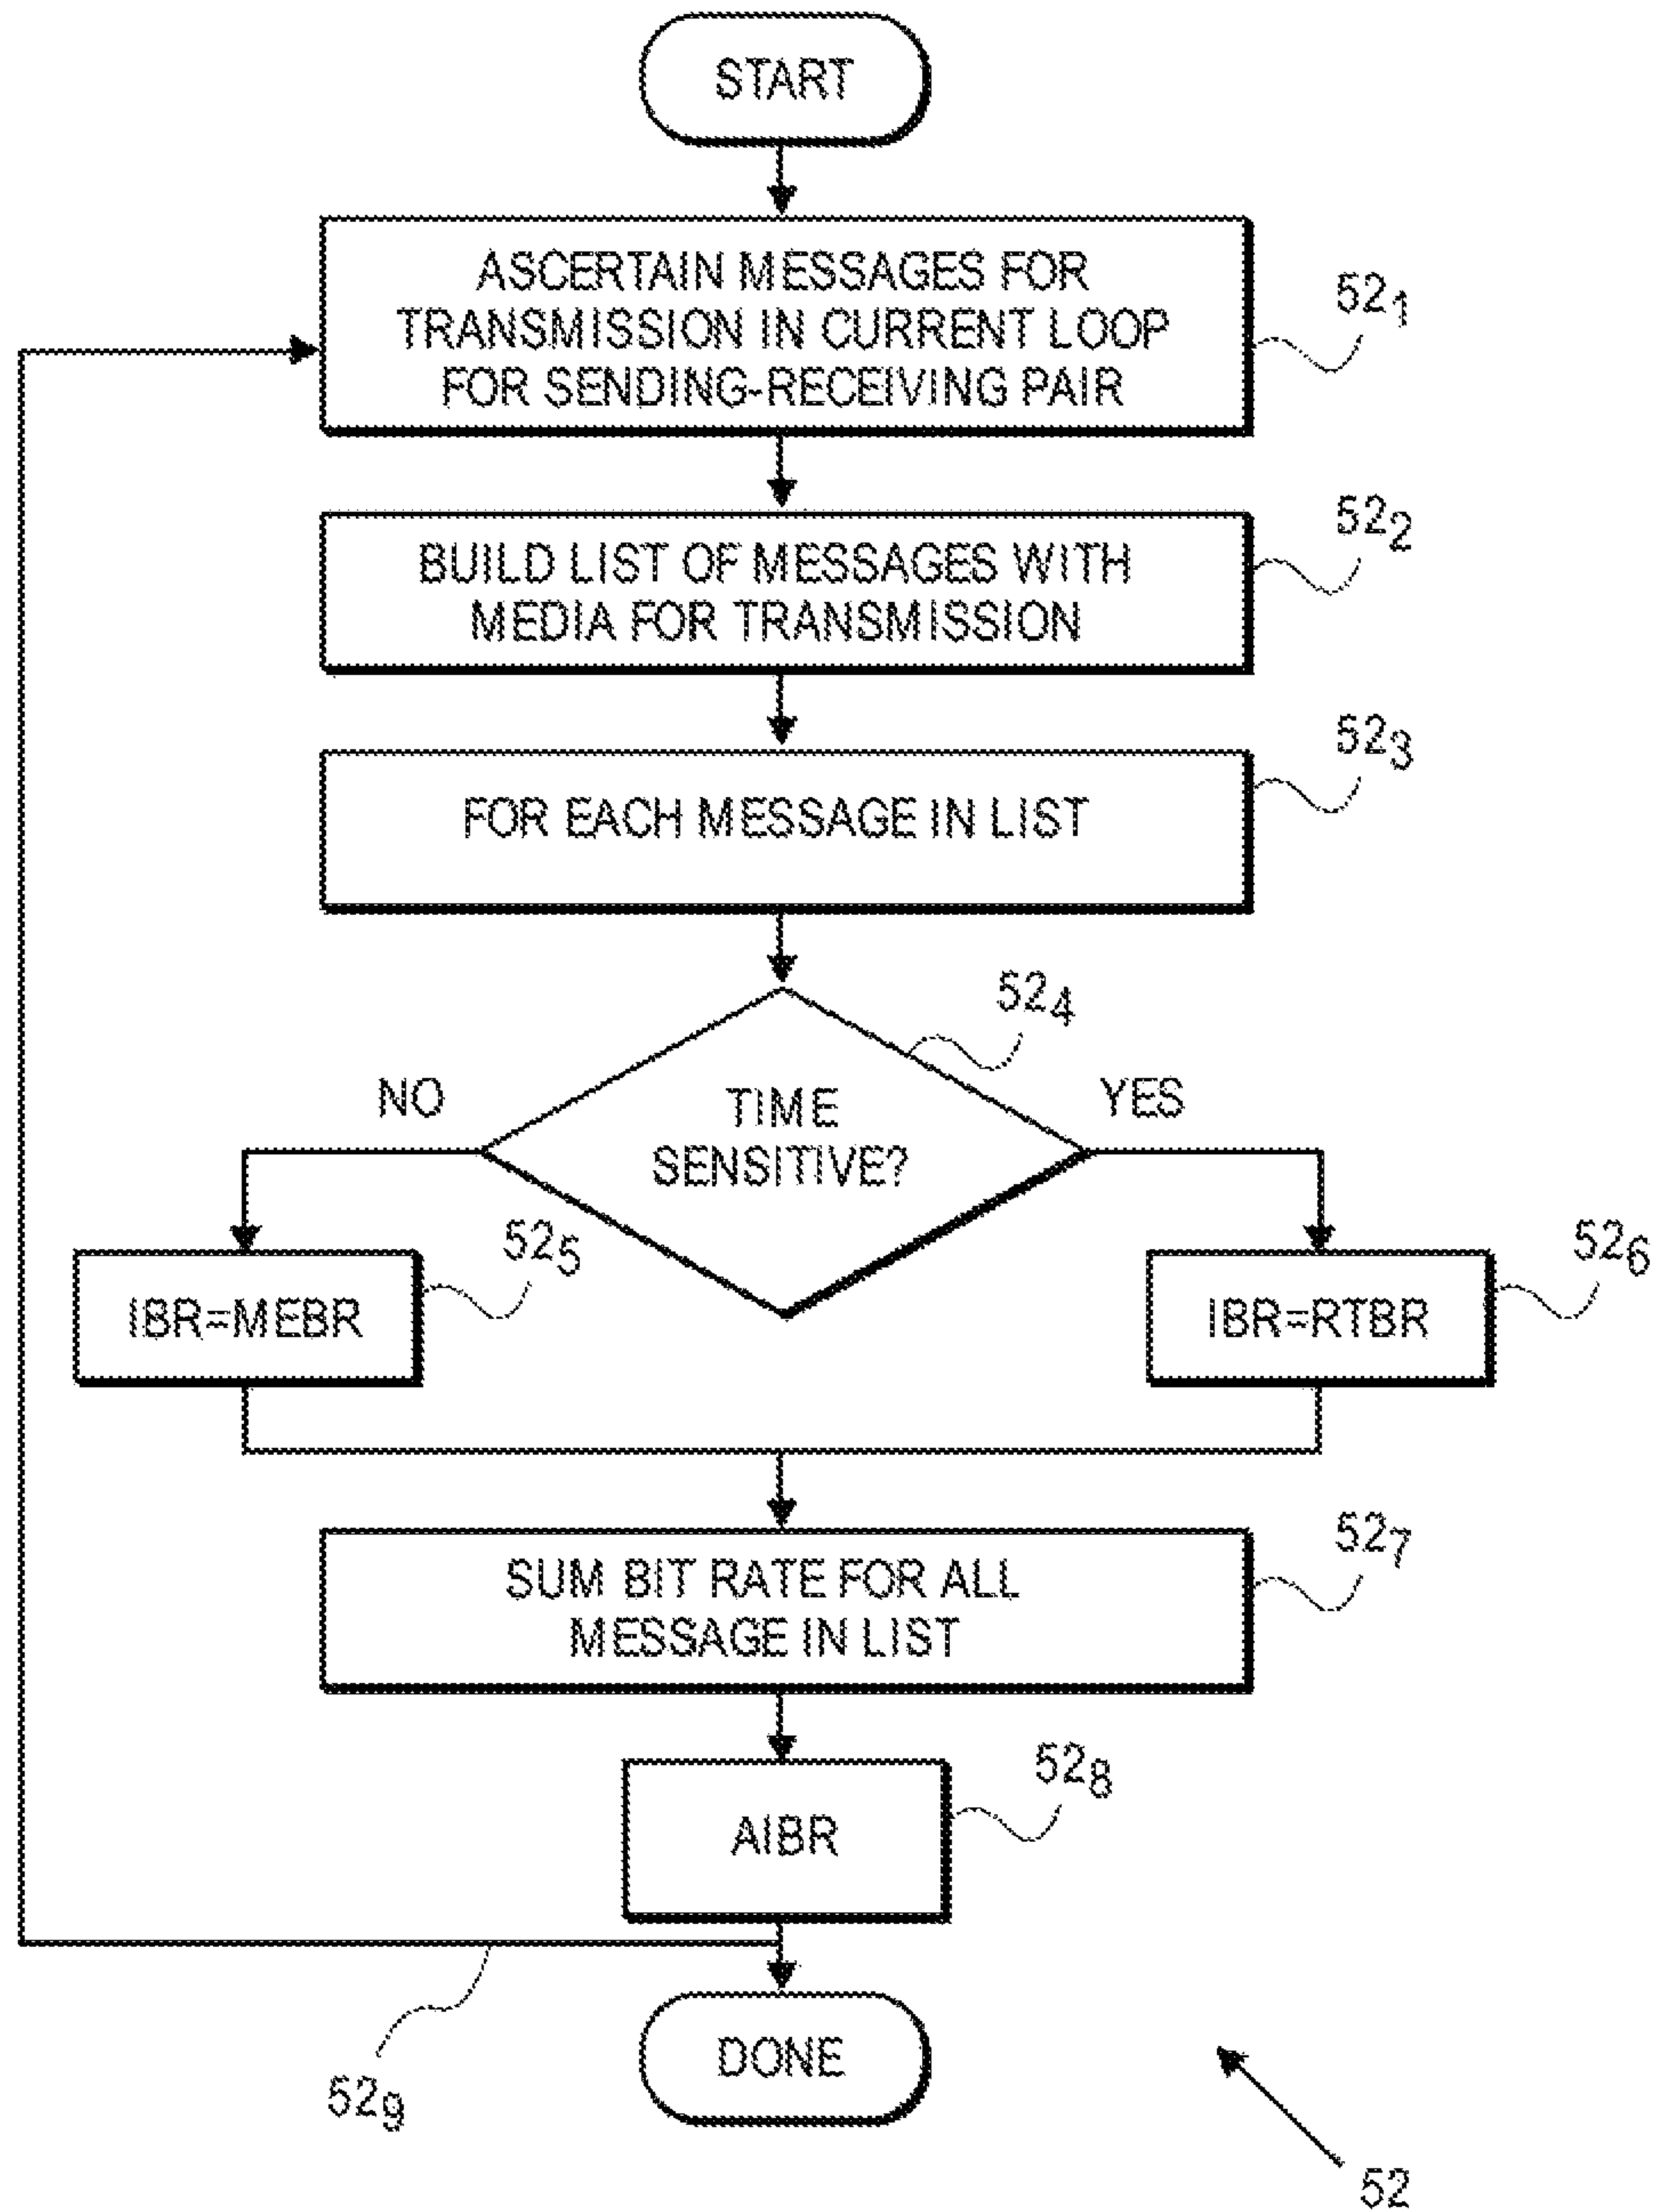 START
ASCERTAIN MESSAGES FOR
TRANSMISSION IN CURRENT LOOP
FOR SENDING-RECEIVING PAIR
52₁
BUILD LIST OF MESSAGES WITH
MEDIA FOR TRANSMISSION
52₂
FOR EACH MESSAGE IN LIST
52₃
TIME
SENSITIVE?
52₄
NO
YES
IBR=MEBR
52₅
IBR=RTBR
52₆
SUM BIT RATE FOR ALL
MESSAGE IN LIST
52₇
AIBR
52₈
52₉
DONE
52